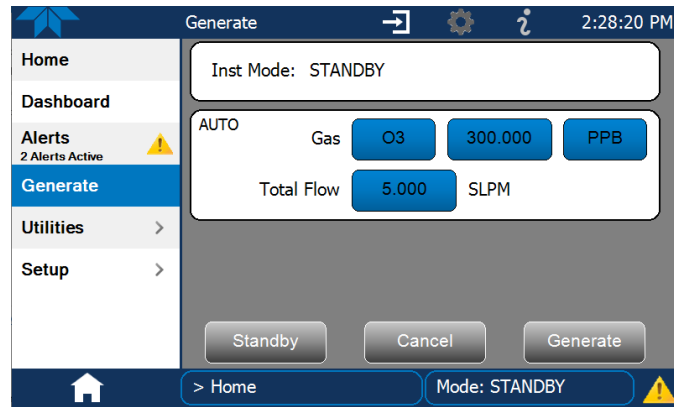 Generate 2:28:20 PM
Home
Dashboard
Alerts
2 Alerts Active
Generate
Utilities
Setup
Inst Mode: STANDBY
AUTO
Gas O3 300.000 PPB
Total Flow 5.000 SLPM
Standby Cancel Generate
> Home Mode: STANDBY